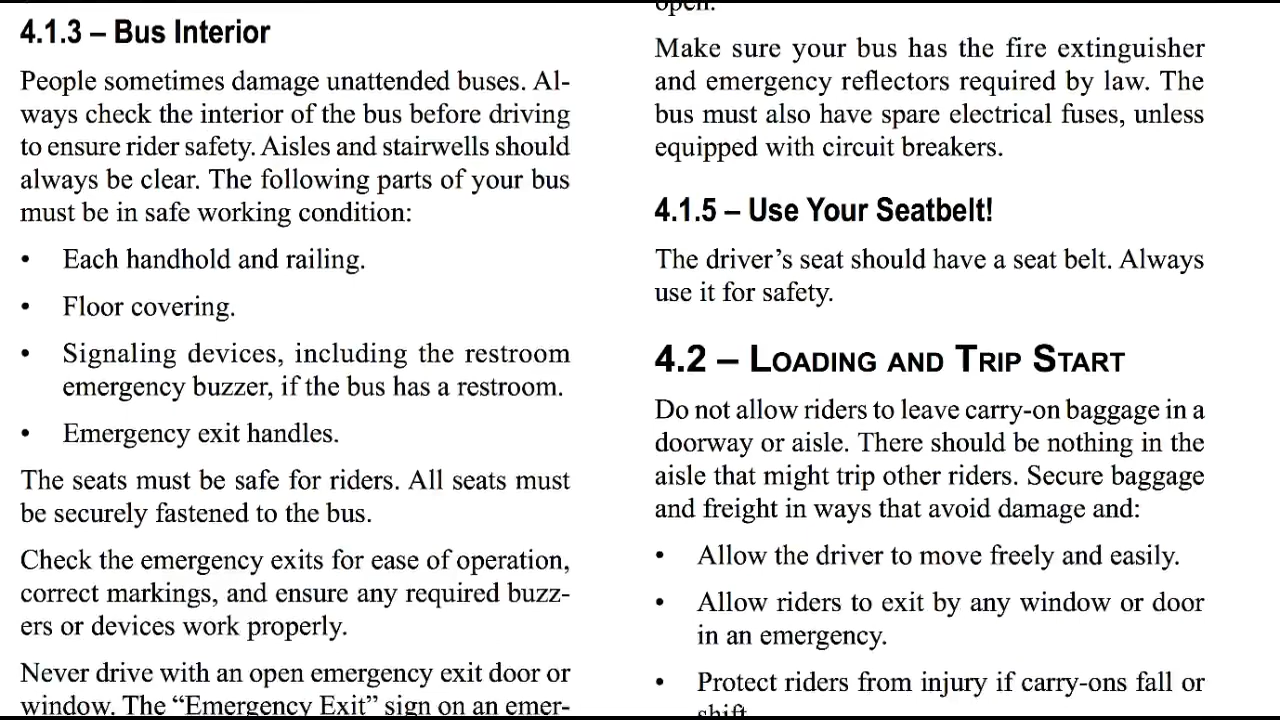 4.1.3 – Bus Interior
People sometimes damage unattended buses. Al-
ways check the interior of the bus before driving
to ensure rider safety. Aisles and stairwells should
always be clear. The following parts of your bus
must be in safe working condition:
• Each handhold and railing.
• Floor covering.
• Signaling devices, including the restroom
emergency buzzer, if the bus has a restroom.
• Emergency exit handles.
The seats must be safe for riders. All seats must
be securely fastened to the bus.
Check the emergency exits for ease of operation,
correct markings, and ensure any required buzz-
ers or devices work properly.
Never drive with an open emergency exit door or
window. The “Emergency Exit” sign on an emer-
open.
Make sure your bus has the fire extinguisher
and emergency reflectors required by law. The
bus must also have spare electrical fuses, unless
equipped with circuit breakers.
4.1.5 – Use Your Seatbelt!
The driver’s seat should have a seat belt. Always
use it for safety.
4.2 – Loading and Trip Start
Do not allow riders to leave carry-on baggage in a
doorway or aisle. There should be nothing in the
aisle that might trip other riders. Secure baggage
and freight in ways that avoid damage and:
• Allow the driver to move freely and easily.
• Allow riders to exit by any window or door
in an emergency.
• Protect riders from injury if carry-ons fall or
shift.